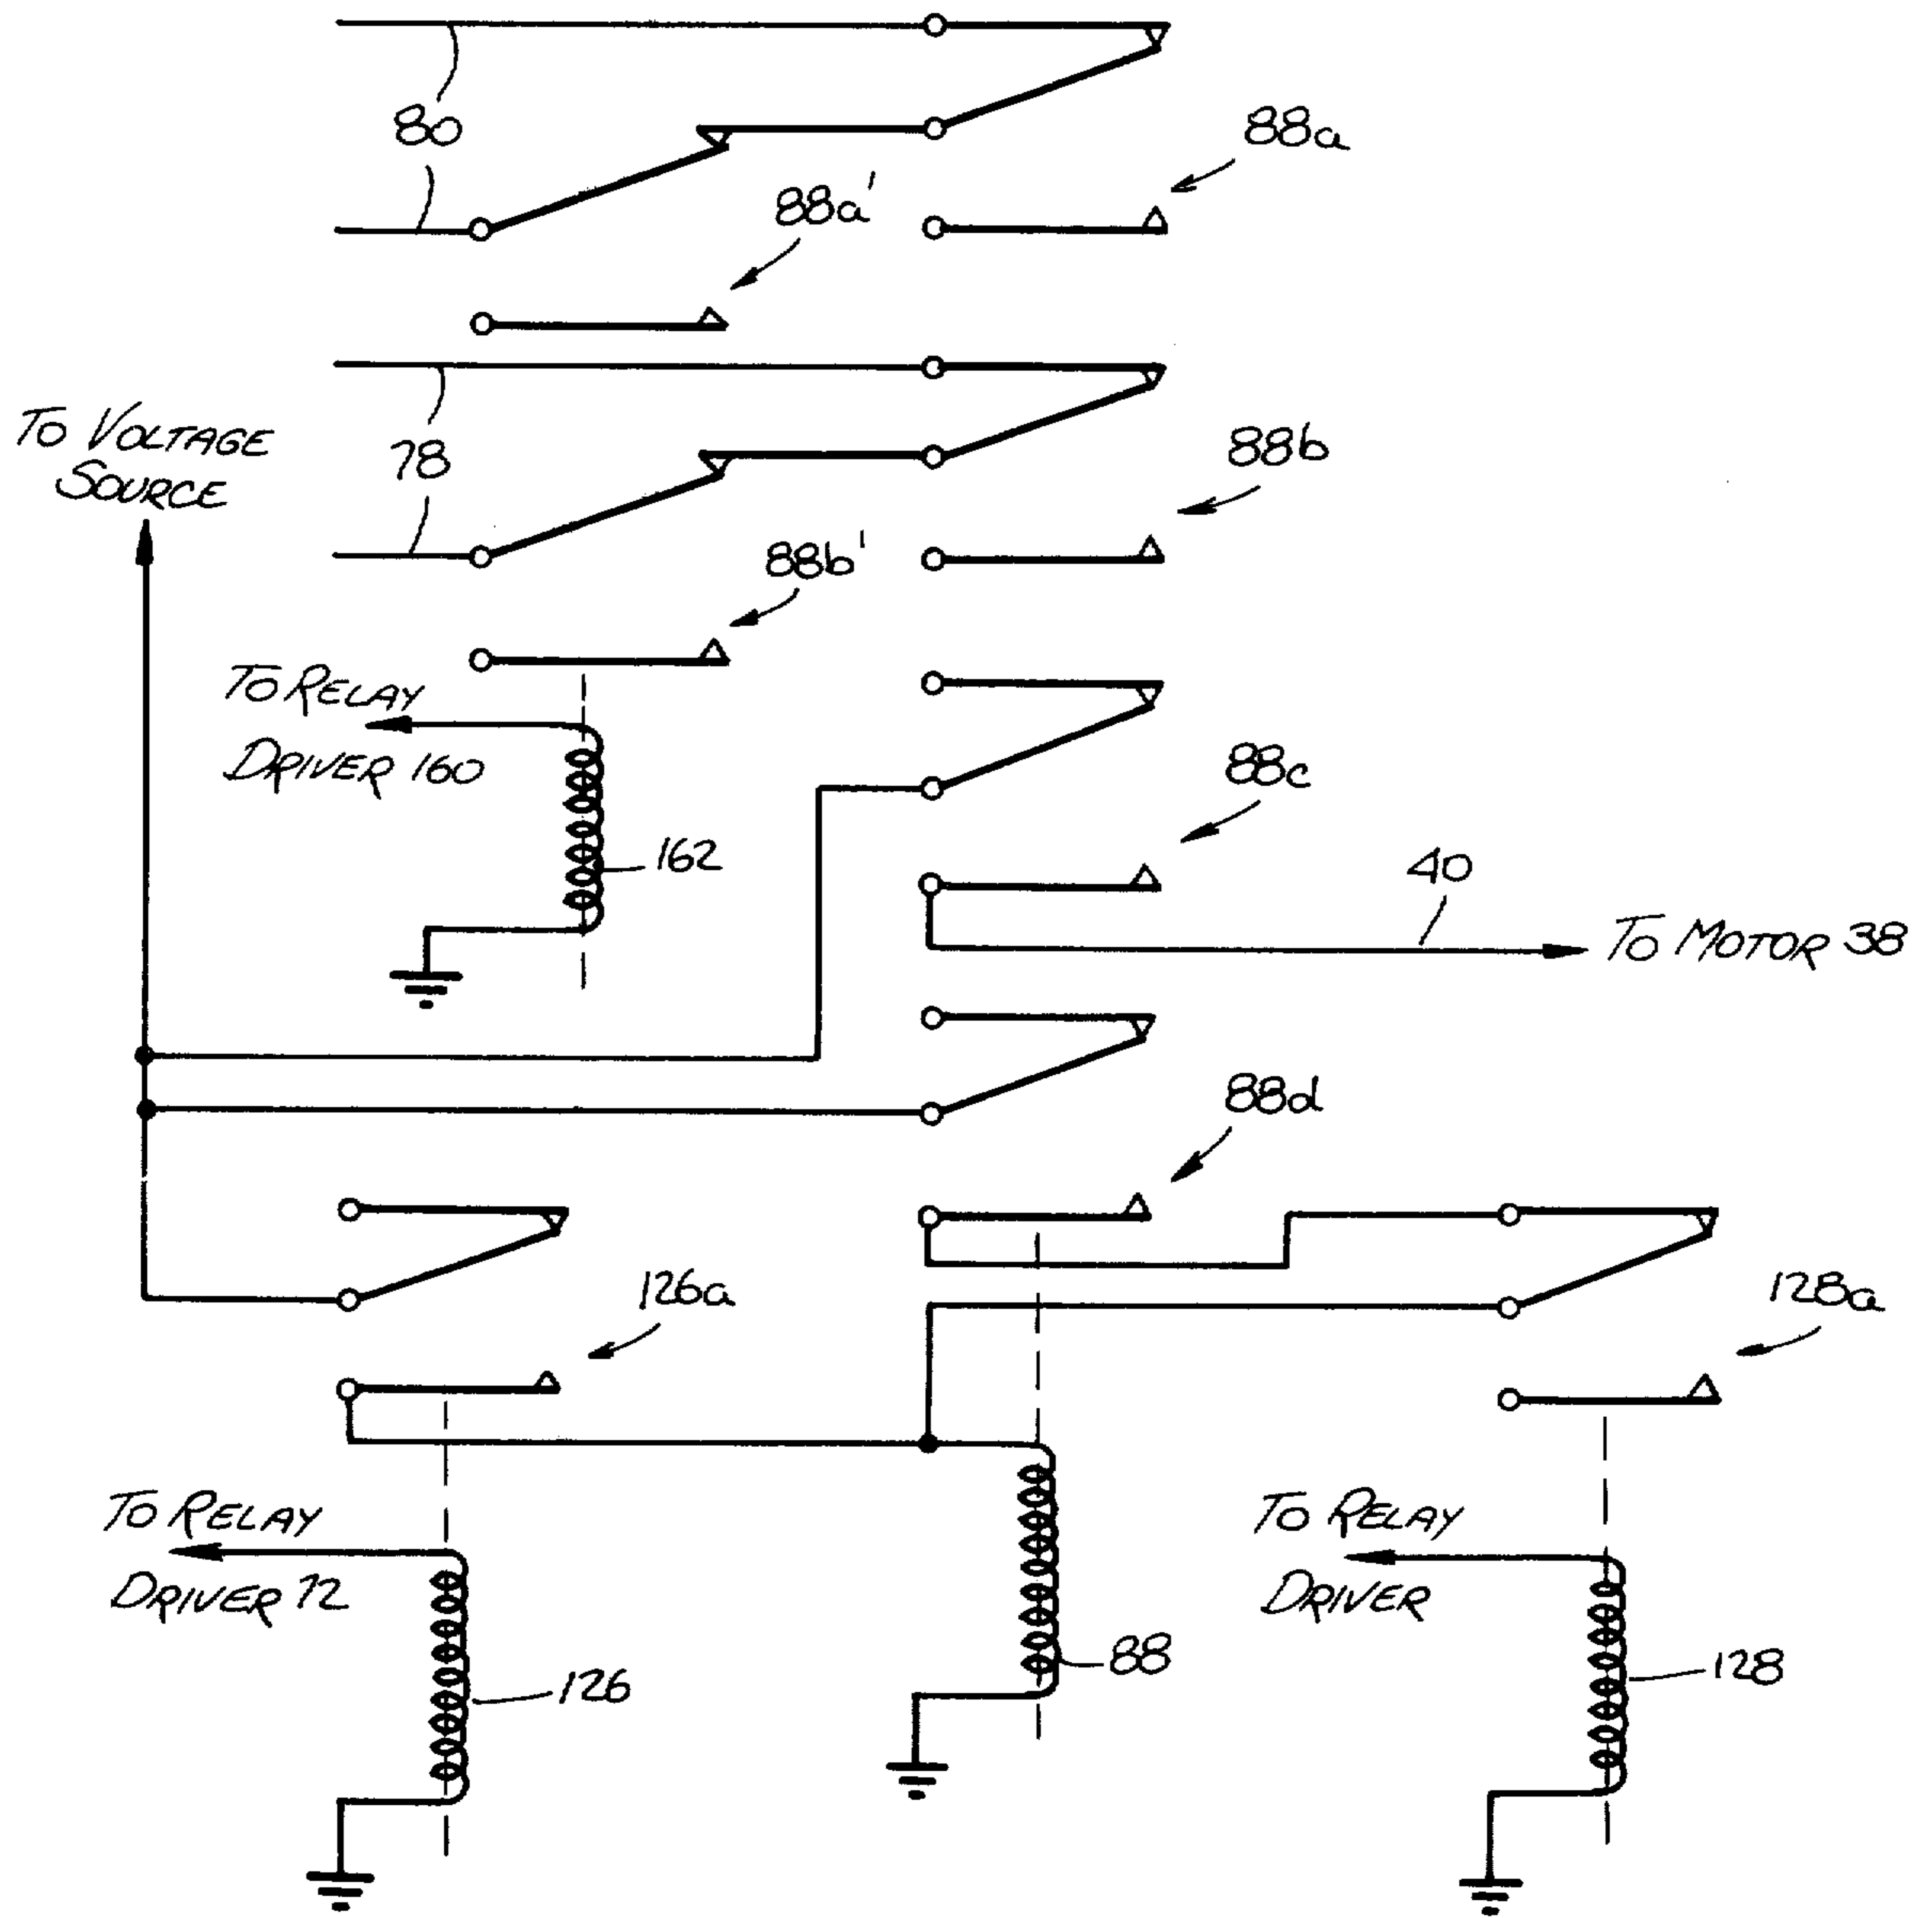 80
88a
88a'
TO VOLTAGE
SOURCE
78
88b
88b'
TO RELAY
DRIVER 160
88c
162
40
TO MOTOR 38
88d
126a
128a
TO RELAY
DRIVER 72
TO RELAY
DRIVER
88
128
126